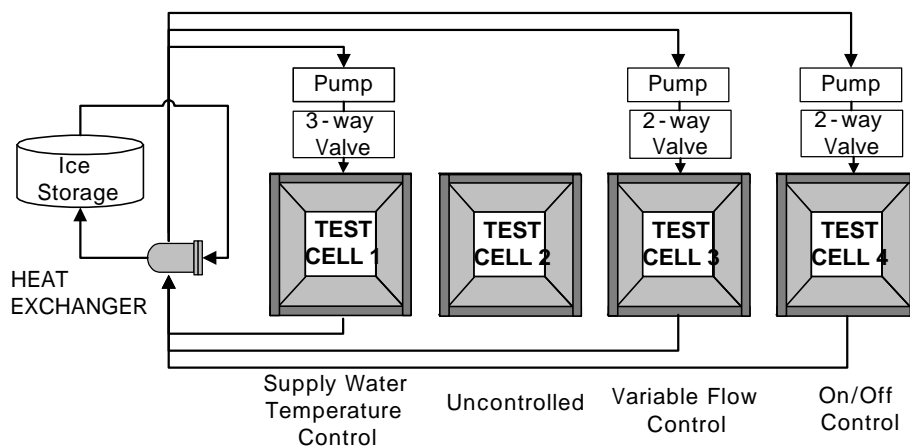 Pump
3-way
Valve
Pump
2-way
Valve
Pump
2-way
Valve
Ice
Storage
HEAT
EXCHANGER
TEST
CELL 1
TEST
CELL 2
TEST
CELL 3
TEST
CELL 4
Supply Water
Temperature
Control
Uncontrolled
Variable Flow
Control
On/Off
Control